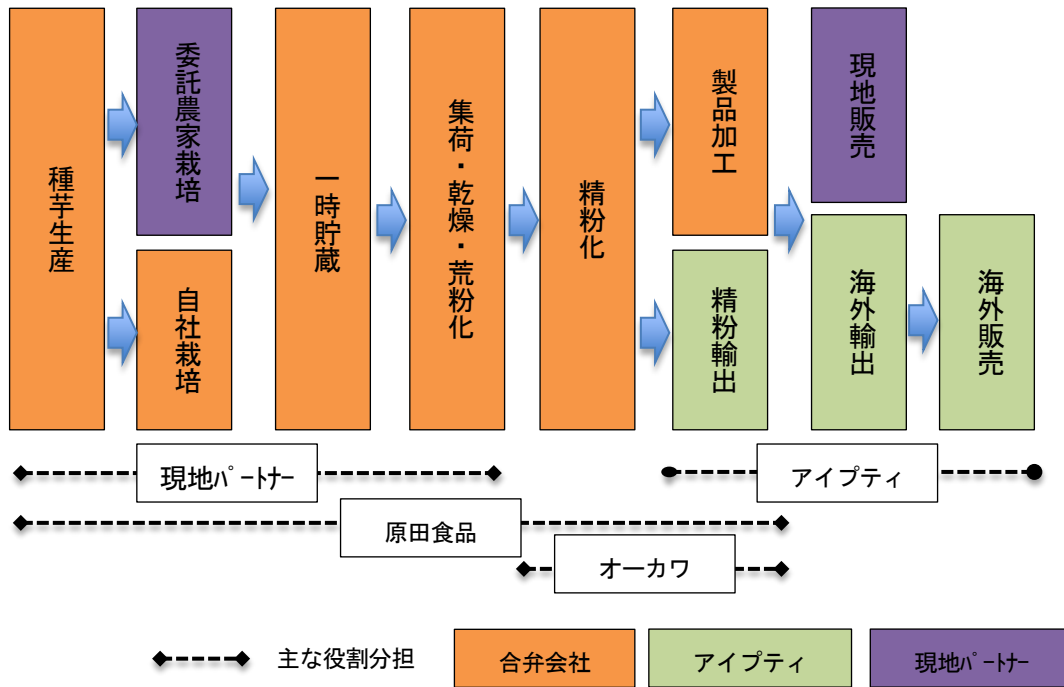 種芋生産
委託農家栽培
自社栽培
一時貯蔵
集荷・乾燥・荒粉化
精粉化
製品加工
精粉輸出
現地販売
海外輸出
海外販売
現地ﾊﾟｰﾄﾅｰ
アイプティ
原田食品
オーカワ
主な役割分担
合弁会社
アイプティ
現地ﾊﾟｰﾄﾅｰ